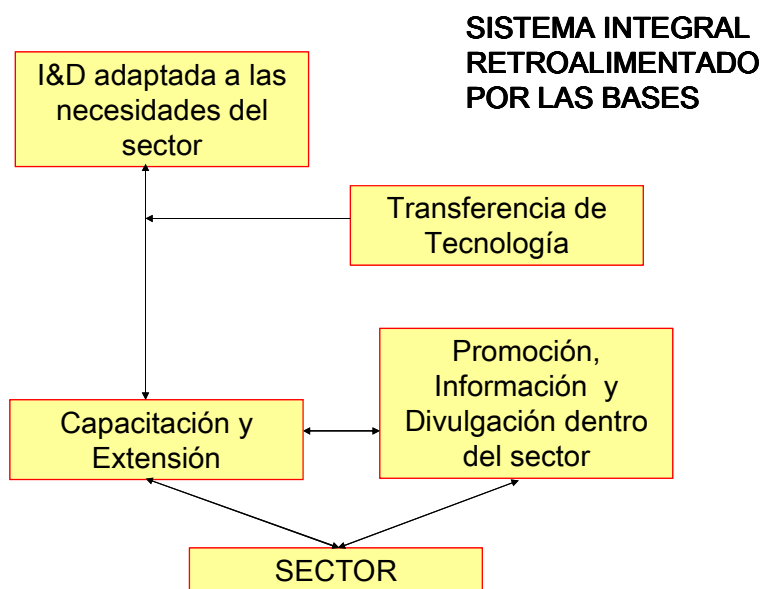 SISTEMA INTEGRAL
RETROALIMENTADO
POR LAS BASES
I&D adaptada a las
necesidades del
sector
Transferencia de
Tecnología
Promoción,
Información y
Divulgación dentro
del sector
Capacitación y
Extensión
SECTOR